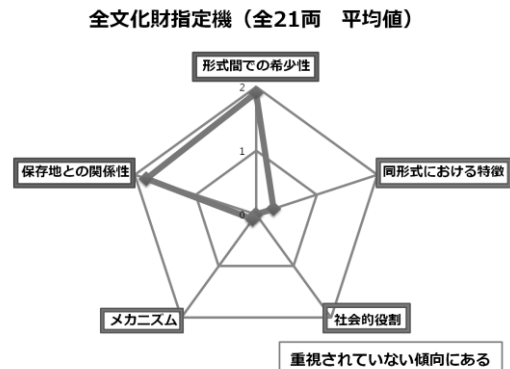 全文化財指定機（全21両　平均値）
形式間での希少性
2
保存地との関係性
1
同形式における特徴
0
メカニズム
社会的役割
重視されていない傾向にある